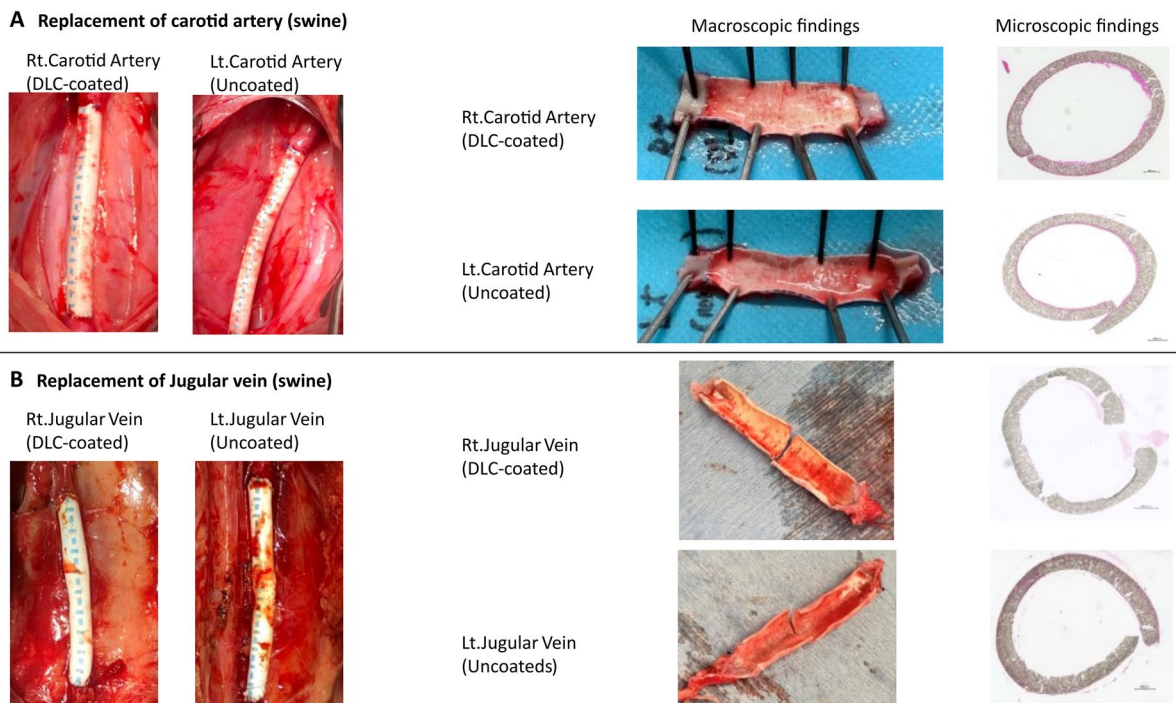 A Replacement of carotid artery (swine)
Macroscopic findings
Microscopic findings
Rt.Carotid Artery
(DLC-coated)
Lt.Carotid Artery
(Uncoated)
Rt.Carotid Artery
(DLC-coated)
Lt.Carotid Artery
(Uncoated)
B Replacement of Jugular vein (swine)
Rt.Jugular Vein
(DLC-coated)
Lt.Jugular Vein
(Uncoated)
Rt.Jugular Vein
(DLC-coated)
Lt.Jugular Vein
(Uncoateds)